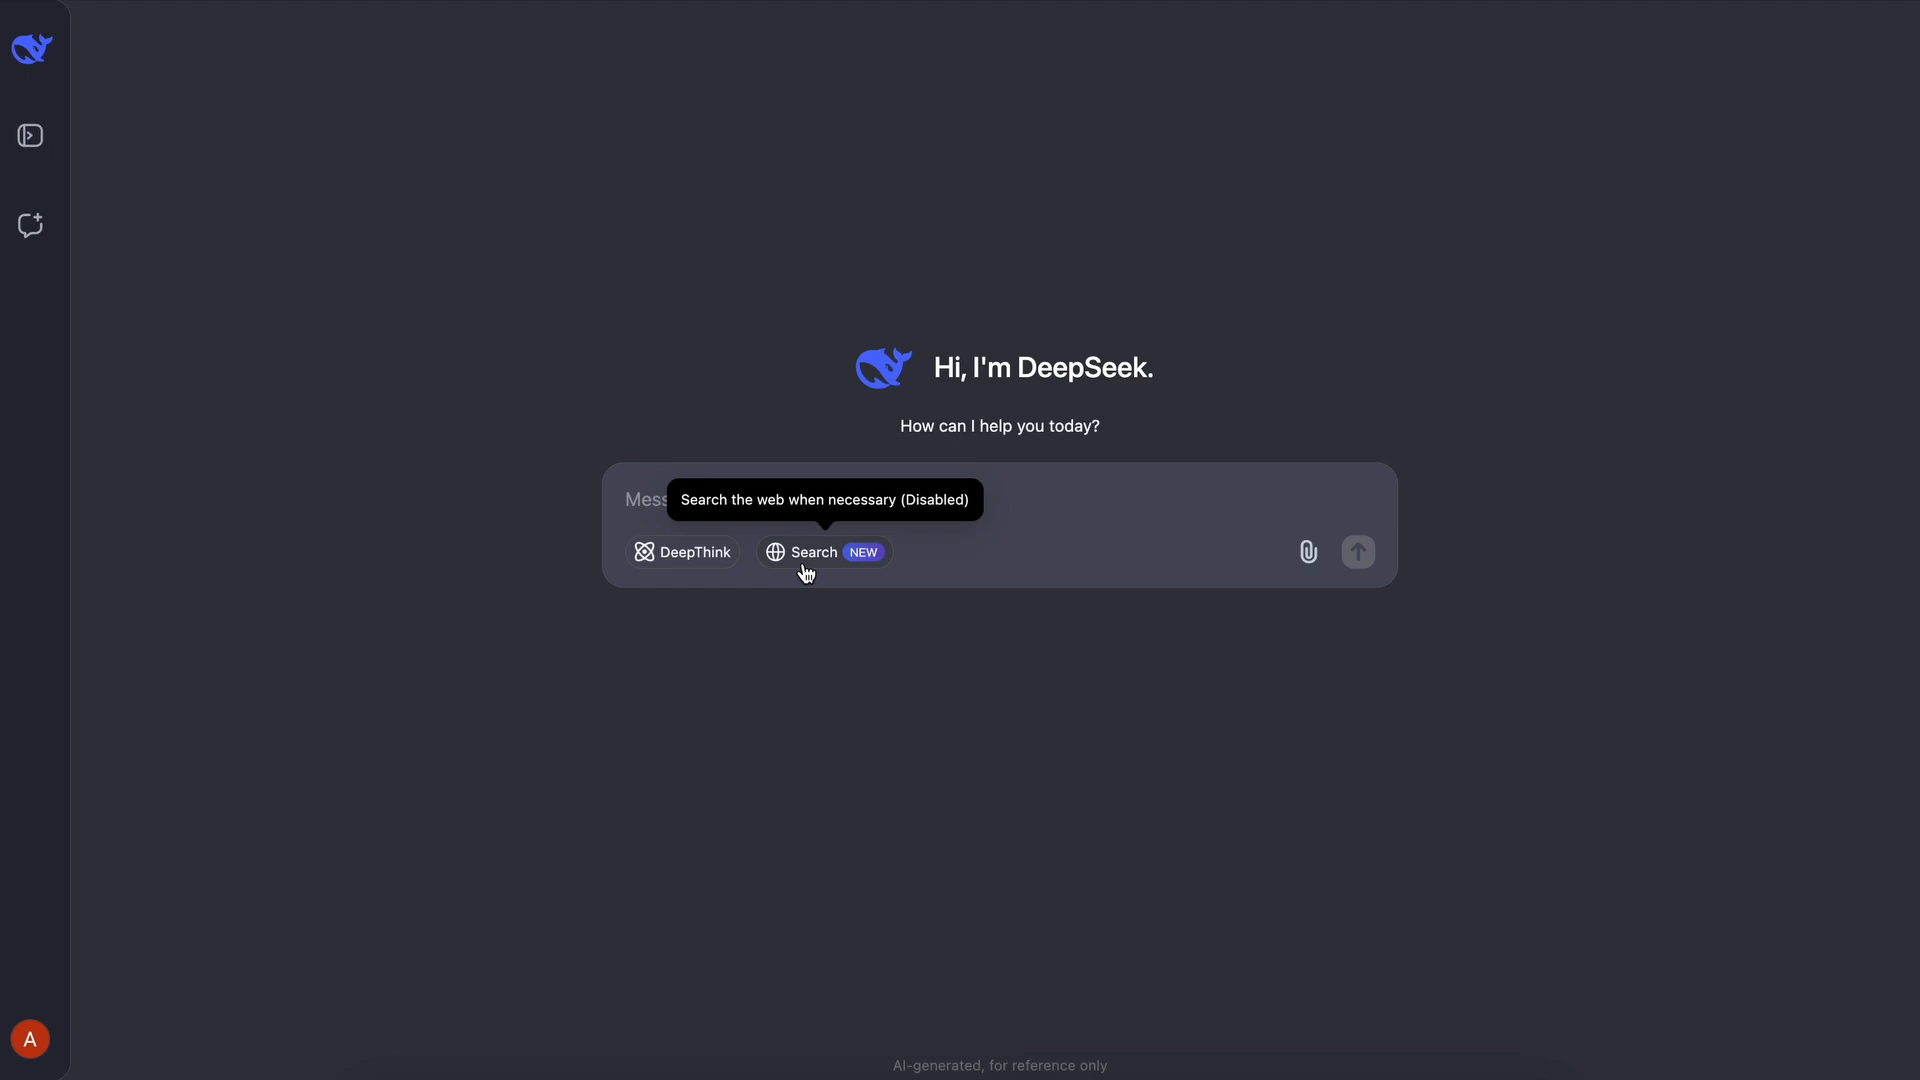 Hi, I'm DeepSeek.
How can I help you today?
Mess
Search the web when necessary (Disabled)
DeepThink
Search NEW
A
AI-generated, for reference only